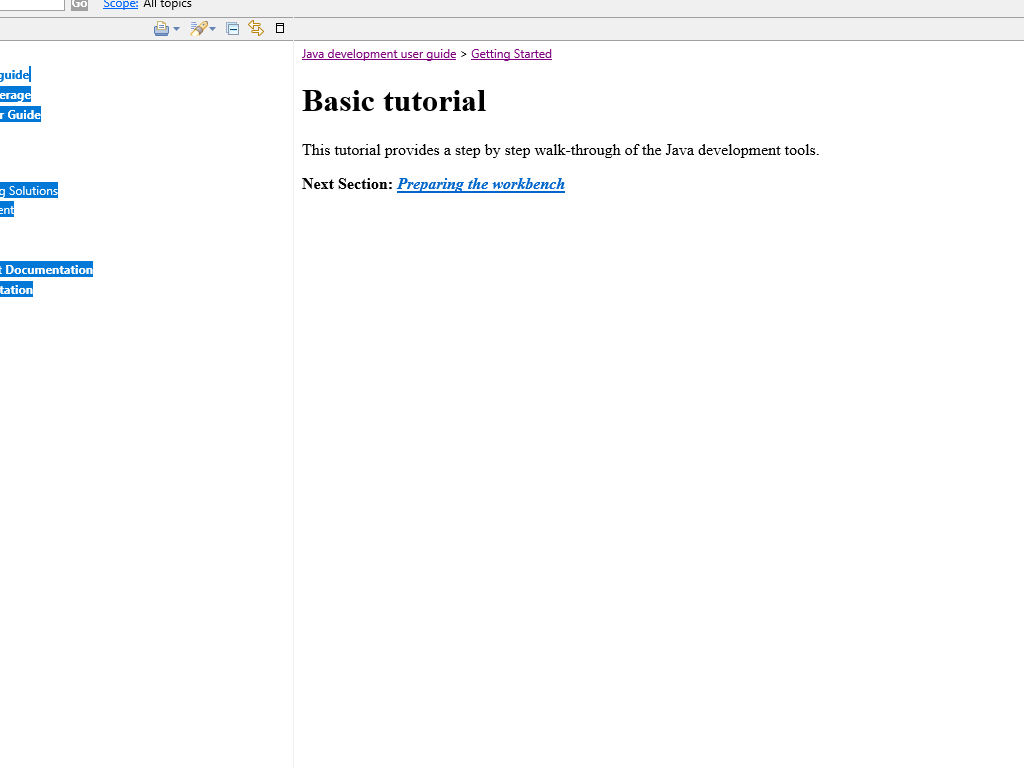 Go Scope: All topics
guide
erage
r Guide
g Solutions
ent
t Documentation
tation
Java development user guide > Getting Started
Basic tutorial
This tutorial provides a step by step walk-through of the Java development tools.
Next Section: Preparing the workbench